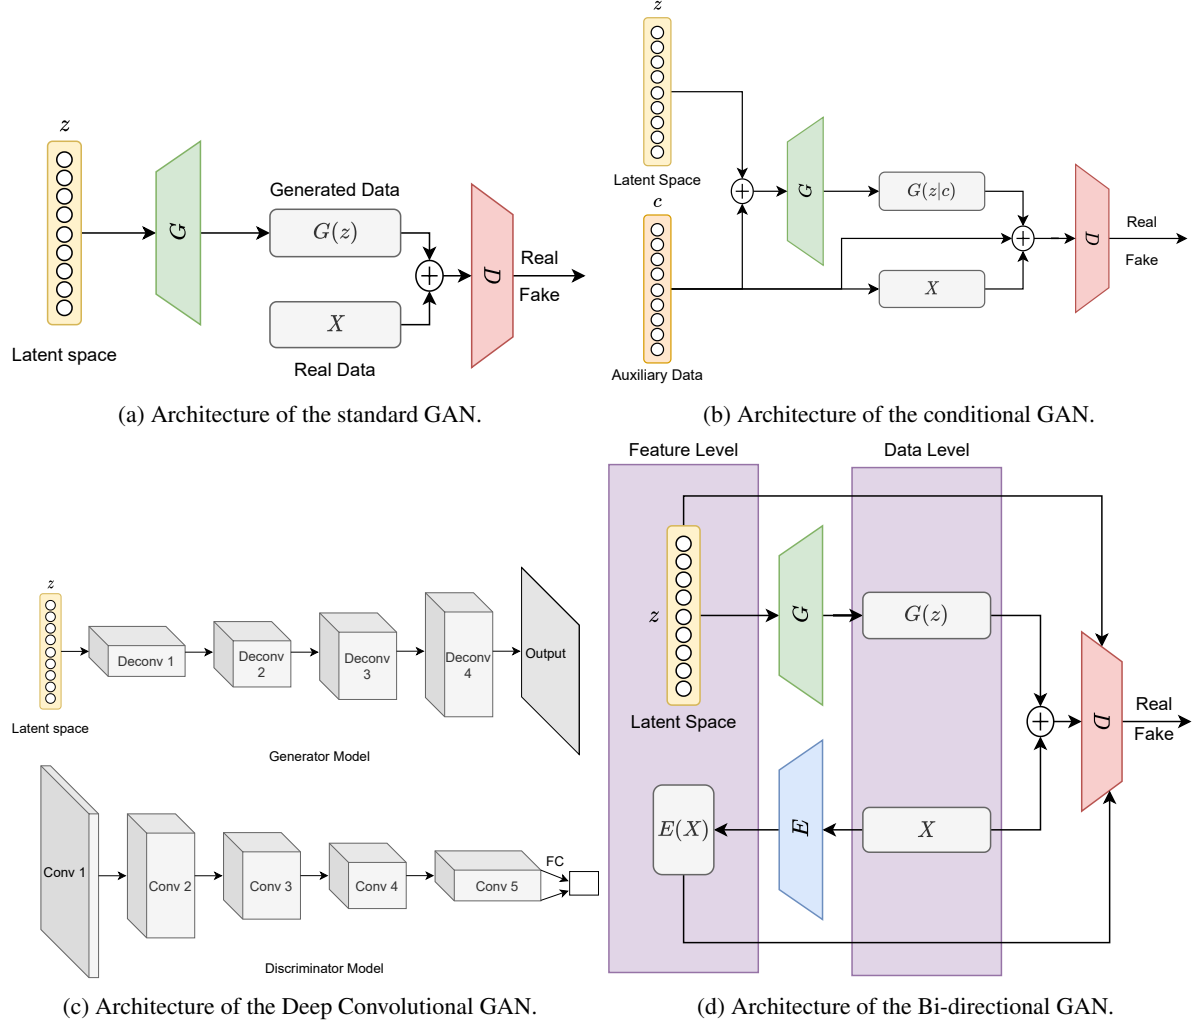 z
Latent space
G
Generated Data
G(z)
X
Real Data
D
Real
Fake
(a) Architecture of the standard GAN.
z
Latent Space
c
Auxiliary Data
G
G(z|c)
X
D
Real
Fake
(b) Architecture of the conditional GAN.
z
Latent space
Deconv 1
Deconv
2
Deconv
3
Deconv
4
Output
Generator Model
Conv 1
Conv 2
Conv 3
Conv 4
Conv 5
FC
Discriminator Model
(c) Architecture of the Deep Convolutional GAN.
Feature Level
Data Level
z
Latent Space
G
G(z)
E(X)
E
X
D
Real
Fake
(d) Architecture of the Bi-directional GAN.